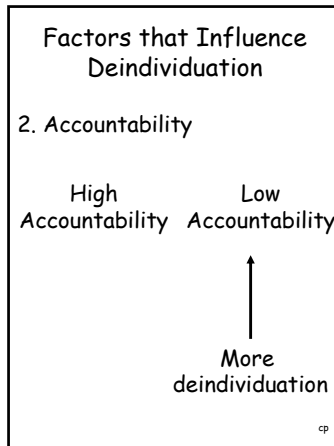 Factors that Influence
Deindividuation
2. Accountability
High Low
Accountability Accountability
More
deindividuation
cp